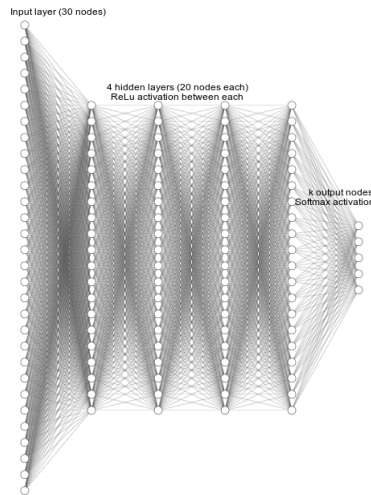 Input layer (30 nodes)
4 hidden layers (20 nodes each)
ReLu activation between each
k output nodes
Softmax activation